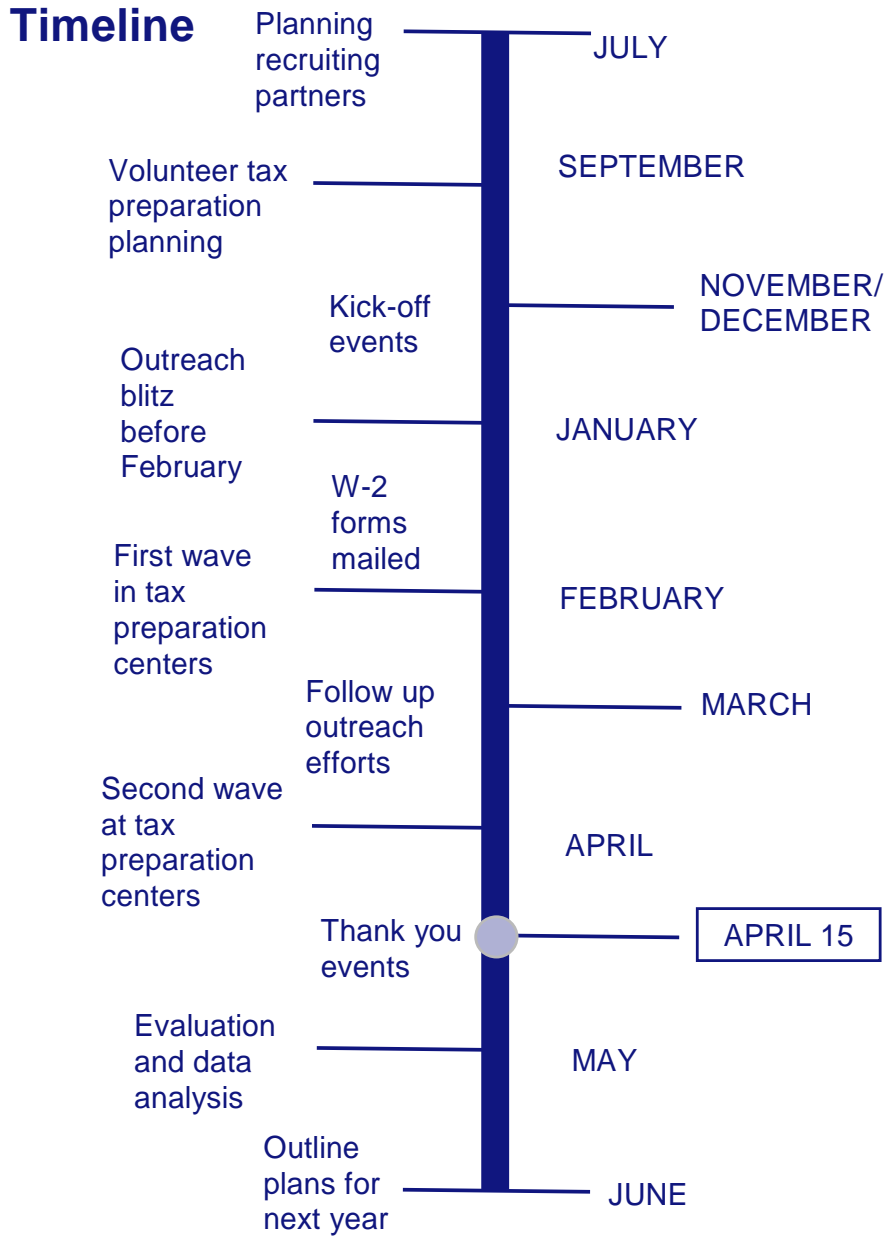 Timeline
Planning
recruiting
partners
JULY
Volunteer tax
preparation
planning
SEPTEMBER
Kick-off
events
NOVEMBER/
DECEMBER
Outreach
blitz
before
February
JANUARY
W-2
forms
mailed
First wave
in tax
preparation
centers
FEBRUARY
Follow up
outreach
efforts
MARCH
Second wave
at tax
preparation
centers
APRIL
Thank you
events
APRIL 15
Evaluation
and data
analysis
MAY
Outline
plans for
next year
JUNE